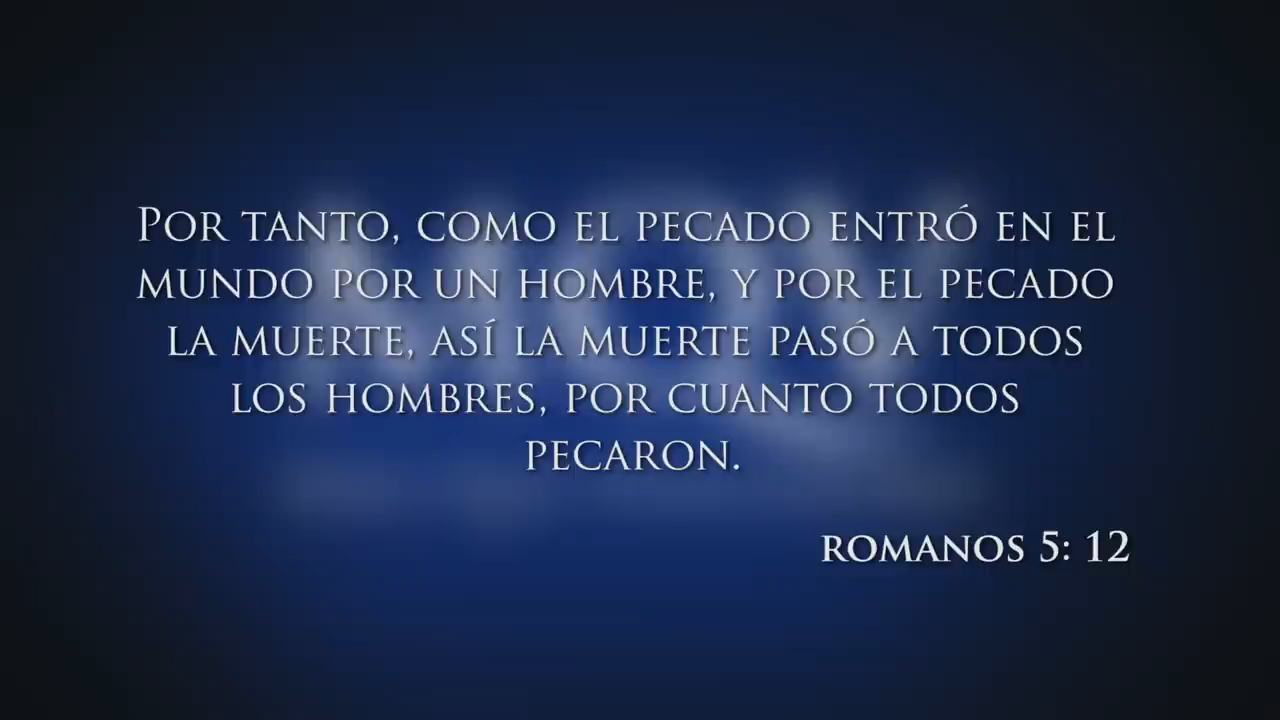 Por tanto, como el pecado entró en el
mundo por un hombre, y por el pecado
la muerte, así la muerte pasó a todos
los hombres, por cuanto todos
pecaron.
romanos 5: 12